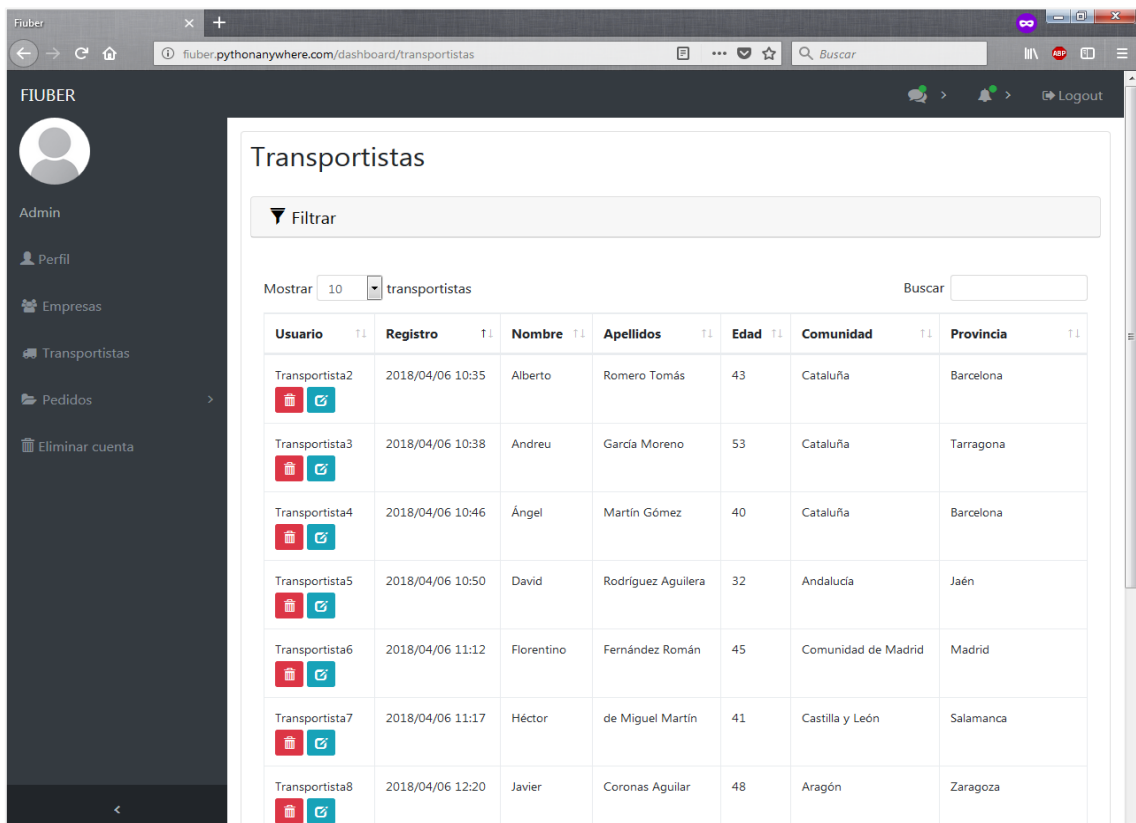 Fiuber
fiuber.pythonanywhere.com/dashboard/transportistas
Buscar
ABP
FIUBER
Logout
Admin
Perfil
Empresas
Transportistas
Pedidos
Eliminar cuenta
Transportistas
Filtrar
Mostrar 10 transportistas Buscar
Usuario Registro Nombre Apellidos Edad Comunidad Provincia
Transportista2 2018/04/06 10:35 Alberto Romero Tomás 43 Cataluña Barcelona
Transportista3 2018/04/06 10:38 Andreu García Moreno 53 Cataluña Tarragona
Transportista4 2018/04/06 10:46 Ángel Martín Gómez 40 Cataluña Barcelona
Transportista5 2018/04/06 10:50 David Rodríguez Aguilera 32 Andalucía Jaén
Transportista6 2018/04/06 11:12 Florentino Fernández Román 45 Comunidad de Madrid Madrid
Transportista7 2018/04/06 11:17 Héctor de Miguel Martín 41 Castilla y León Salamanca
Transportista8 2018/04/06 12:20 Javier Coronas Aguilar 48 Aragón Zaragoza